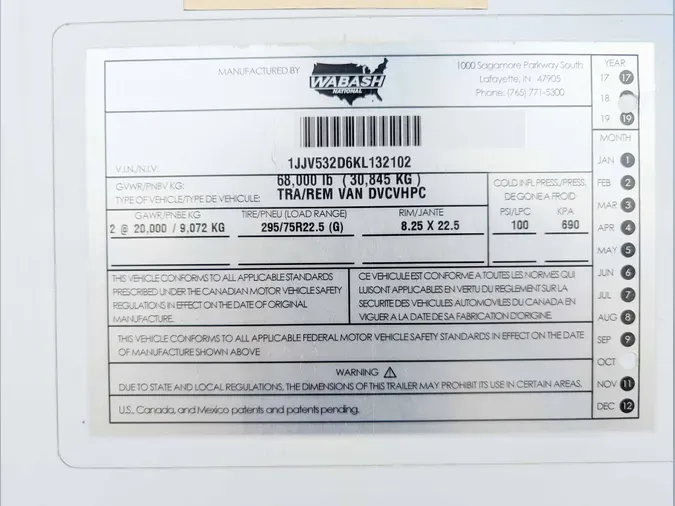 MANUFACTURED BY
WABASH
NATIONAL
1000 Sagamore Parkway South
Lafayette, IN 47905
Phone: (765) 771-5300
V.I.N./N.I.V.
1JJV532D6KL132102
GVWR/PNBV KG: 68,000 lb (30,845 KG)
TYPE OF VEHICLE/TYPE DE VEHICULE: TRA/REM VAN DVCVHPC
GAWR/PNBE KG
2 @ 20,000 / 9,072 KG
TIRE/PNEU (LOAD RANGE)
295/75R22.5 (G)
RIM/JANTE
8.25 X 22.5
COLD INFL. PRESS./PRESS.
DE GONE A FROID
PSI/LPC KPA
100 690
THIS VEHICLE CONFORMS TO ALL APPLICABLE STANDARDS
PRESCRIBED UNDER THE CANADIAN MOTOR VEHICLE SAFETY
REGULATIONS IN EFFECT ON THE DATE OF ORIGINAL
MANUFACTURE.
CE VEHICULE EST CONFORME A TOUTES LES NORMES QUI
LUI SONT APPLICABLES EN VERTU DU REGLEMENT SUR LA
SECURITE DES VEHICULES AUTOMOVILES DU CANADA EN
VIGUER A LA DATE DE SA FABRICATION D'ORIGINE.
THIS VEHICLE CONFORMS TO ALL APPLICABLE FEDERAL MOTOR VEHICLE SAFETY STANDARDS IN EFFECT ON THE DATE
OF MANUFACTURE SHOWN ABOVE
WARNING
DUE TO STATE AND LOCAL REGULATIONS, THE DIMENSIONS OF THIS TRAILER MAY PROHIBIT ITS USE IN CERTAIN AREAS.
U.S., Canada, and Mexico patents and patents pending.
YEAR
17 17
18
19 19
MONTH
JAN 1
FEB 2
MAR 3
APR 4
MAY 5
JUN 6
JUL 7
AUG 8
SEP 9
OCT
NOV 11
DEC 12